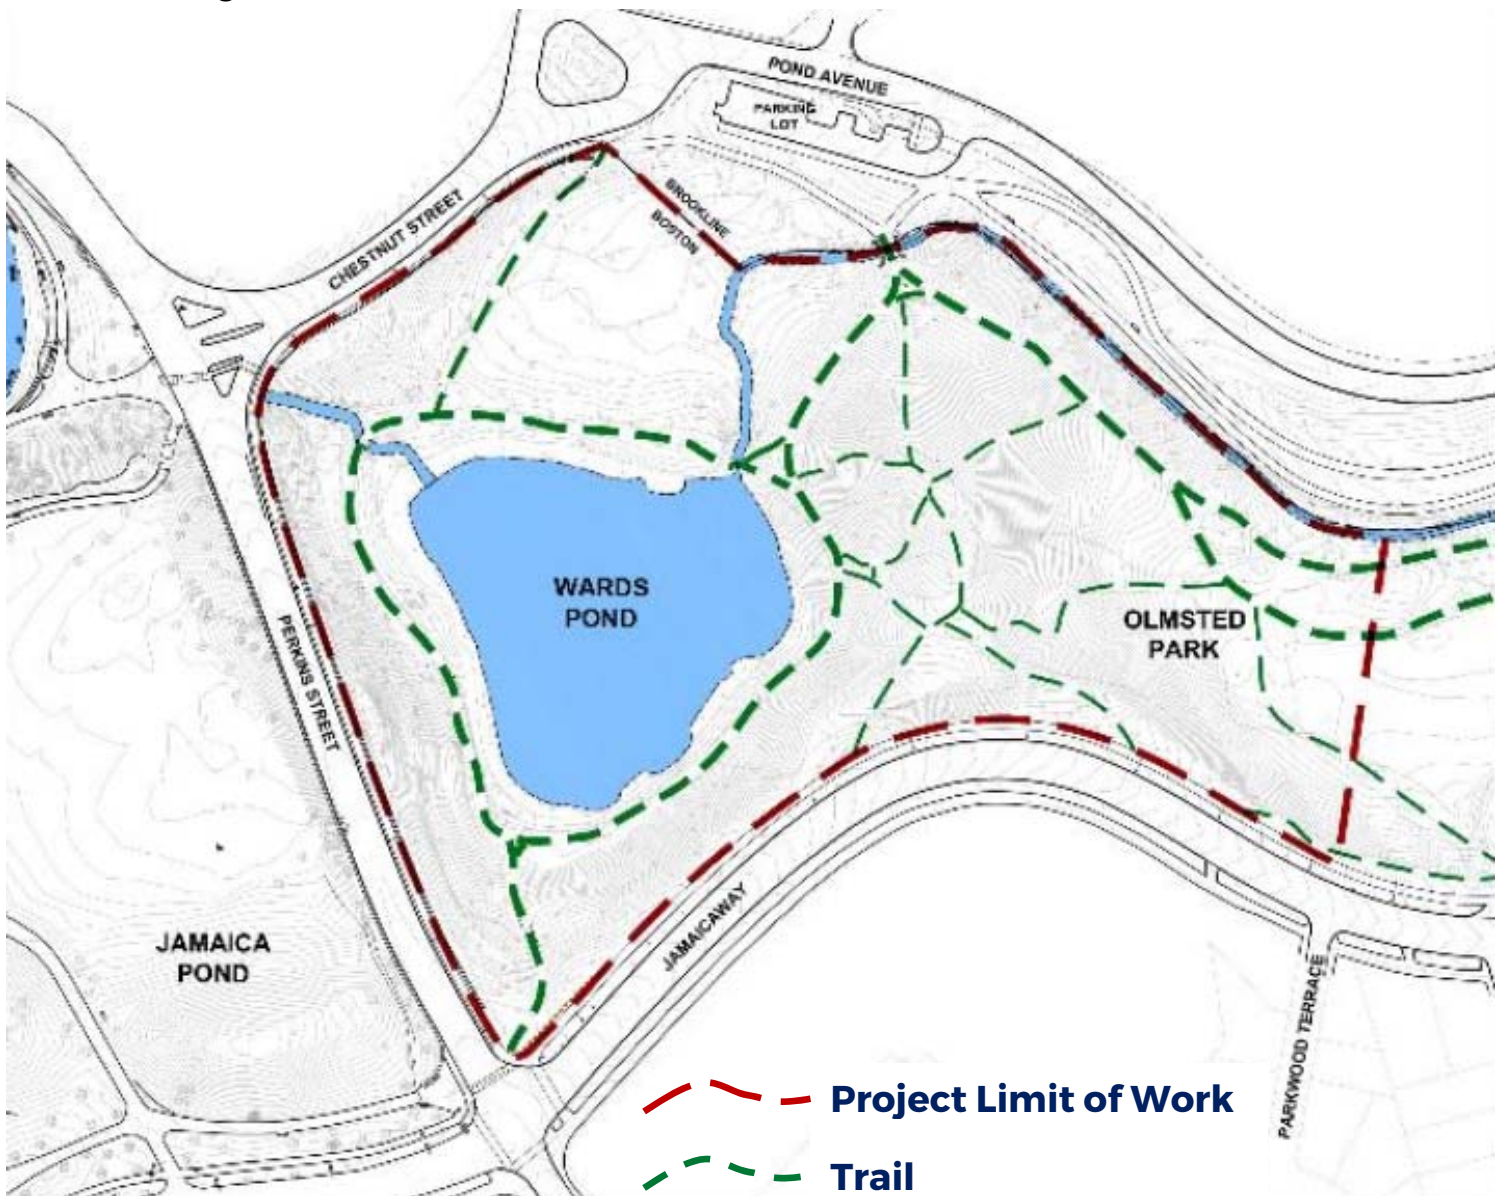 POND AVENUE
PARKING
LOT
CHESTNUT STREET
BROOKLINE
BOSTON
WARDS
POND
OLMSTED
PARK
PERKINS STREET
JAMAICA
POND
JAMAICAWAY
PARKWOOD TERRACE
Project Limit of Work
Trail